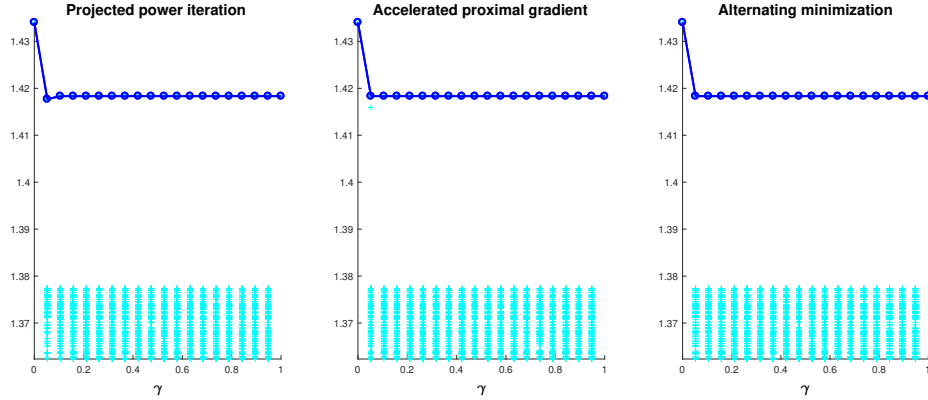 Projected power iteration
1.43
1.42
1.41
1.4
1.39
1.38
1.37
0 0.2 0.4 0.6 0.8 1
γ
Accelerated proximal gradient
1.43
1.42
1.41
1.4
1.39
1.38
1.37
0 0.2 0.4 0.6 0.8 1
γ
Alternating minimization
1.43
1.42
1.41
1.4
1.39
1.38
1.37
0 0.2 0.4 0.6 0.8 1
γ